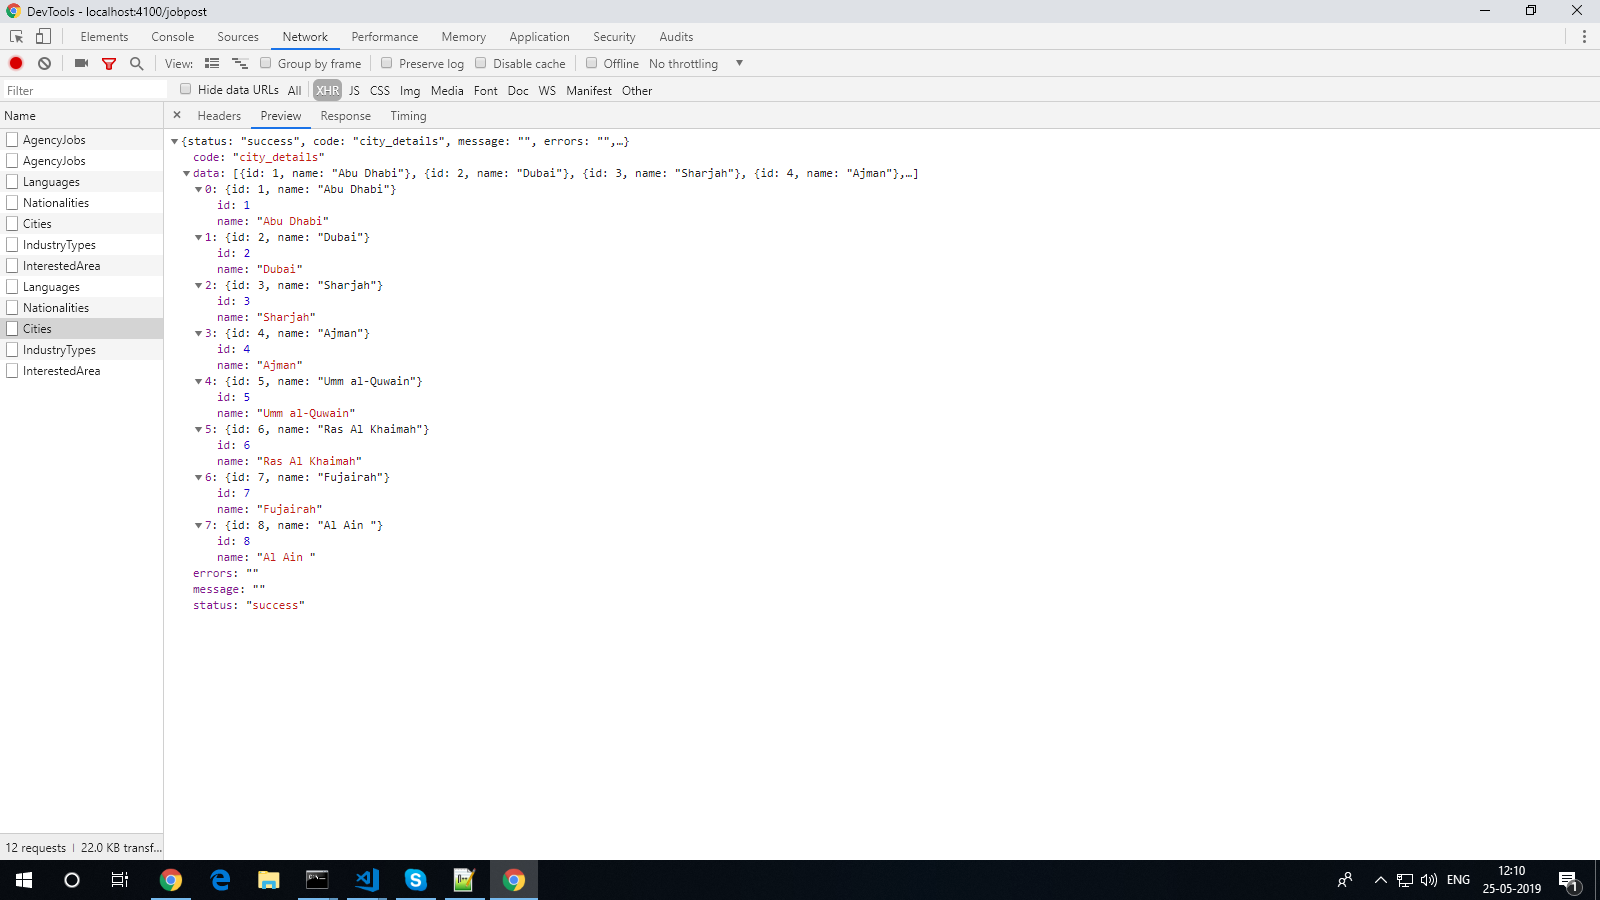 DevTools - localhost:4100/jobpost
Elements Console Sources Network Performance Memory Application Security Audits
View: Group by frame Preserve log Disable cache Offline No throttling
Filter Hide data URLs All XHR JS CSS Img Media Font Doc WS Manifest Other
Name × Headers Preview Response Timing
AgencyJobs
AgencyJobs
Languages
Nationalities
Cities
IndustryTypes
InterestedArea
Languages
Nationalities
Cities
IndustryTypes
InterestedArea
{status: "success", code: "city_details", message: "", errors: "",…}
code: "city_details"
data: [{id: 1, name: "Abu Dhabi"}, {id: 2, name: "Dubai"}, {id: 3, name: "Sharjah"}, {id: 4, name: "Ajman"},…]
0: {id: 1, name: "Abu Dhabi"}
id: 1
name: "Abu Dhabi"
1: {id: 2, name: "Dubai"}
id: 2
name: "Dubai"
2: {id: 3, name: "Sharjah"}
id: 3
name: "Sharjah"
3: {id: 4, name: "Ajman"}
id: 4
name: "Ajman"
4: {id: 5, name: "Umm al-Quwain"}
id: 5
name: "Umm al-Quwain"
5: {id: 6, name: "Ras Al Khaimah"}
id: 6
name: "Ras Al Khaimah"
6: {id: 7, name: "Fujairah"}
id: 7
name: "Fujairah"
7: {id: 8, name: "Al Ain "}
id: 8
name: "Al Ain "
errors: ""
message: ""
status: "success"
12 requests | 22.0 KB transf...
ENG
12:10
25-05-2019
1